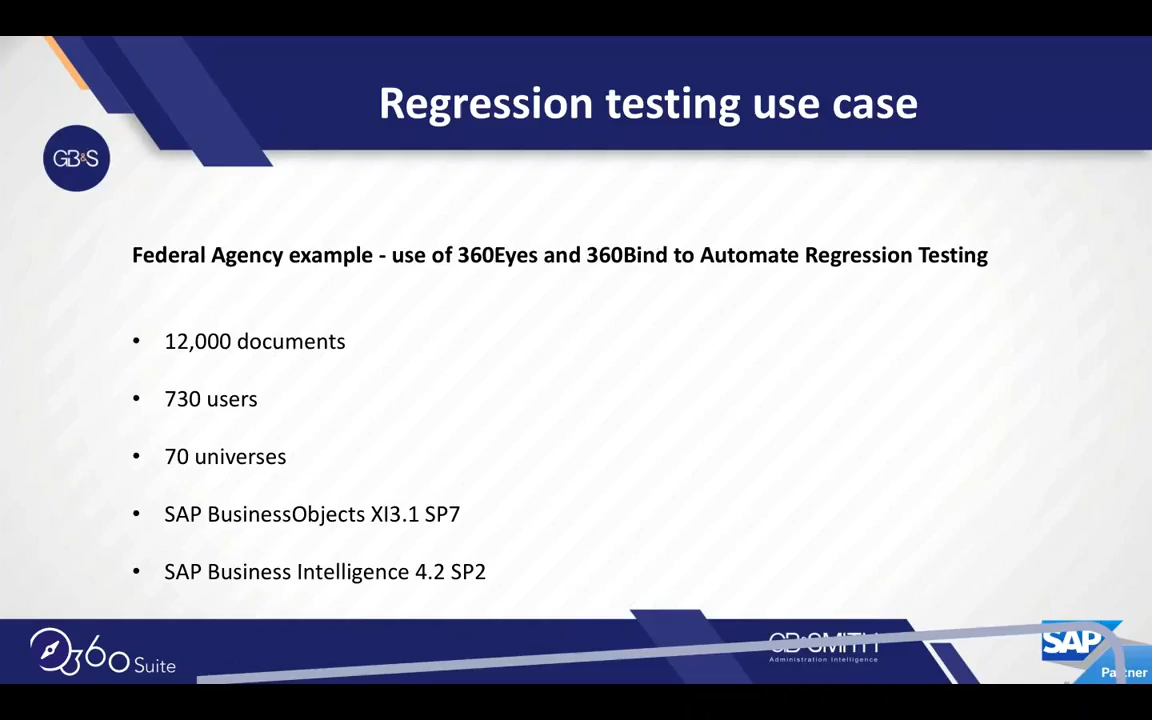 Regression testing use case
GB&S
Federal Agency example - use of 360Eyes and 360Bind to Automate Regression Testing
• 12,000 documents
• 730 users
• 70 universes
• SAP BusinessObjects XI3.1 SP7
• SAP Business Intelligence 4.2 SP2
360 Suite
GB&SMITH
Administration Intelligence
SAP
Partner